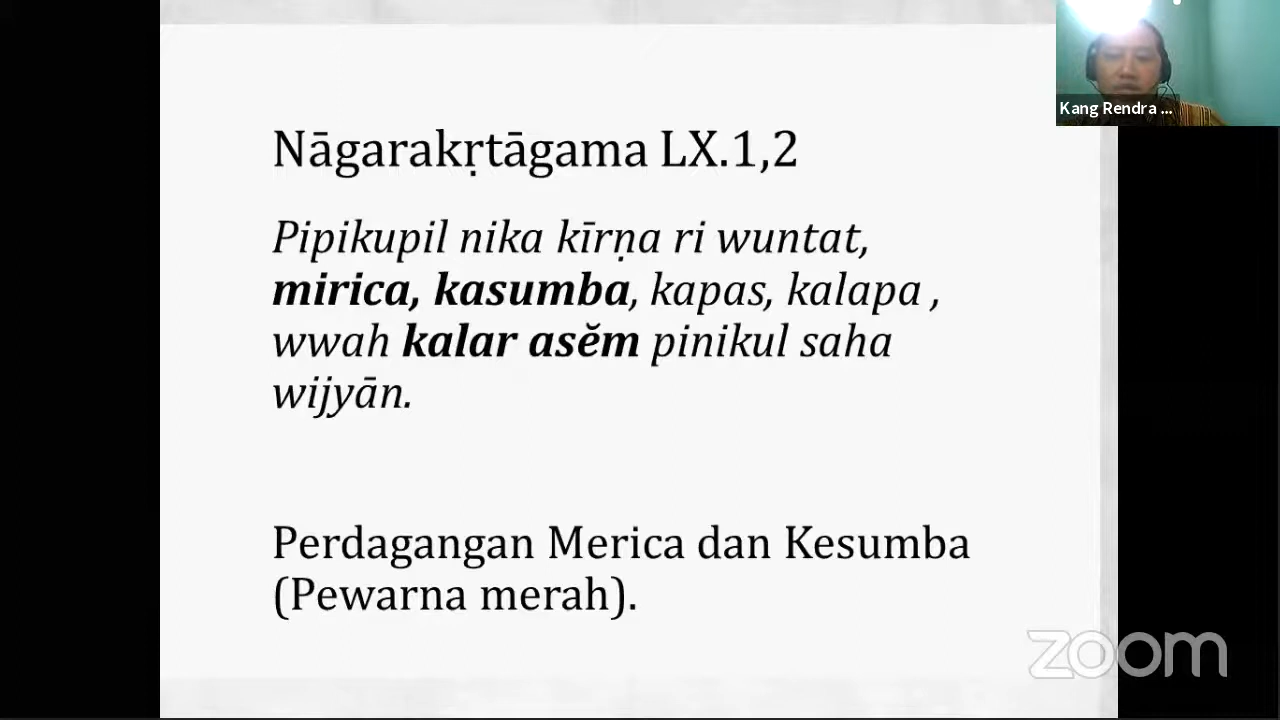 Kang Rendra ...
Nāgarakṛtāgama LX.1,2
Pipikupil nika kīrṇa ri wuntat,
mirica, kasumba, kapas, kalapa ,
wwah kalar asĕm pinikul saha
wijyān.
Perdagangan Merica dan Kesumba
(Pewarna merah).
zoom